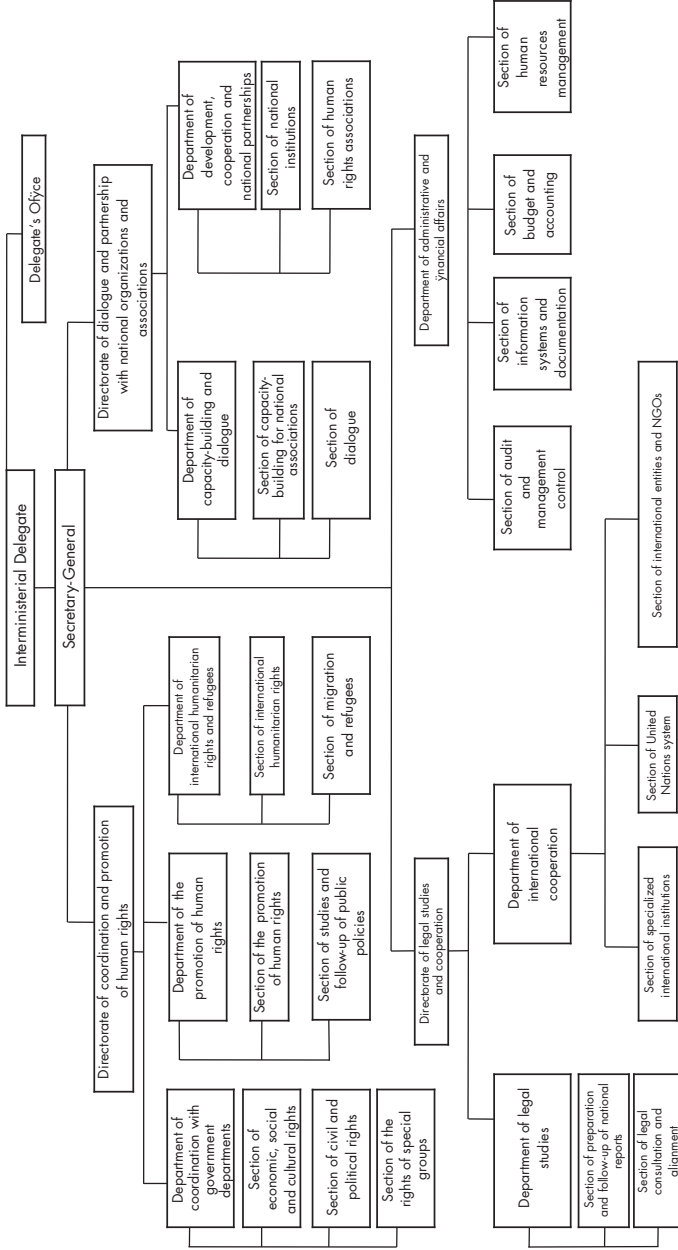 Interministerial Delegate
Delegate's Ofÿce
Secretary-General
Directorate of coordination and promotion
of human rights
Directorate of dialogue and partnership
with national organizations and
associations
Department of
coordination with
government
departments
Section of
economic, social
and cultural rights
Section of civil and
political rights
Section of the
rights of special
groups
Department of the
promotion of human
rights
Section of the promotion
of human rights
Section of studies and
follow-up of public
policies
Department of
international humanitarian
rights and refugees
Section of international
humanitarian rights
Section of migration
and refugees
Department of
capacity-building and
dialogue
Section of capacity-
building for national
associations
Section of
dialogue
Department of
development,
cooperation and
national partnerships
Section of national
institutions
Section of human
rights associations
Directorate of legal studies
and cooperation
Department of administrative and
ÿnancial affairs
Department of legal
studies
Section of preparation
and follow-up of national
reports
Section of legal
consultation and
alignment
Department of
international
cooperation
Section of specialized
international institutions
Section of United
Nations system
Section of international entities and NGOs
Section of audit
and
management
control
Section of
information
systems and
documentation
Section of
budget and
accounting
Section of
human
resources
management